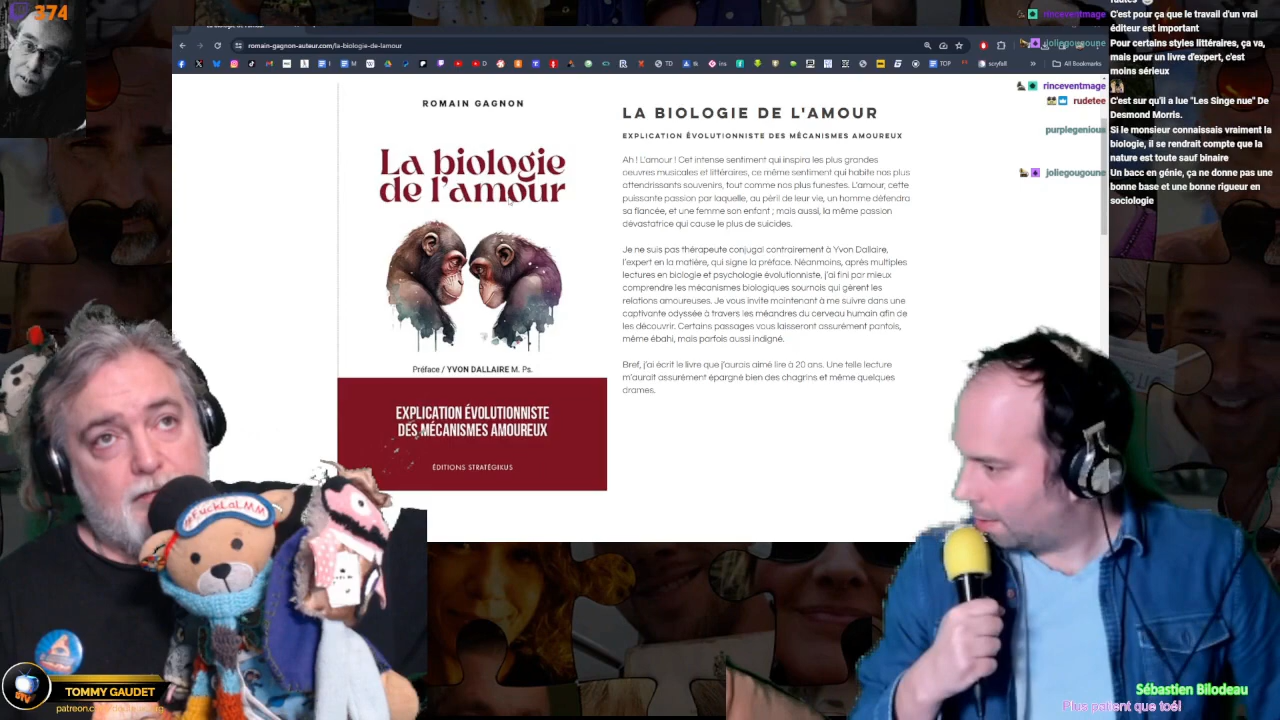 374
romain-gagnon-auteur.com/la-biologie-de-lamour
All Bookmarks
ROMAIN GAGNON
La biologie
de l'amour
Préface / YVON DALLAIRE M. Ps.
EXPLICATION ÉVOLUTIONNISTE
DES MÉCANISMES AMOUREUX
ÉDITIONS STRATÉGIKUS
LA BIOLOGIE DE L'AMOUR
EXPLICATION ÉVOLUTIONNISTE DES MÉCANISMES AMOUREUX
Ah ! L'amour ! Cet intense sentiment qui inspira les plus grandes
oeuvres musicales et littéraires, ce même sentiment qui habite nos plus
attendrissants souvenirs, tout comme nos plus funestes. L'amour, cette
puissante passion par laquelle, au péril de leur vie, un homme défendra
sa fiancée, et une femme son enfant ; mais aussi, la même passion
dévastatrice qui cause le plus de suicides.
Je ne suis pas thérapeute conjugal contrairement à Yvon Dallaire,
l'expert en la matière, qui signe la préface. Néanmoins, après multiples
lectures en biologie et psychologie évolutionniste, j'ai fini par mieux
comprendre les mécanismes biologiques sournois qui gèrent les
relations amoureuses. Je vous invite maintenant à me suivre dans une
captivante odyssée à travers les méandres du cerveau humain afin de
les découvrir. Certains passages vous laisseront assurément pantois,
même ébahi, mais parfois aussi indigné.
Bref, j'ai écrit le livre que j'aurais aimé lire à 20 ans. Une telle lecture
m'aurait assurément épargné bien des chagrins et même quelques
drames.
rinceventmage C'est pour ça que le travail d'un vrai
éditeur est important
joliegougoune Pour certains styles littéraires, ça va,
mais pour un livre d'expert, c'est
moins sérieux
rinceventmage
rudetee C'est sur qu'il a lue "Les Singe nue" De
Desmond Morris.
purplegenious Si le monsieur connaissais vraiment la
biologie, il se rendrait compte que la
nature est toute sauf binaire
joliegougoune Un bacc en génie, ça ne donne pas une
bonne base et une bonne rigueur en
sociologie
#FuckLaLMM
TOMMY GAUDET
Sébastien Bilodeau
Plus patient que toé!